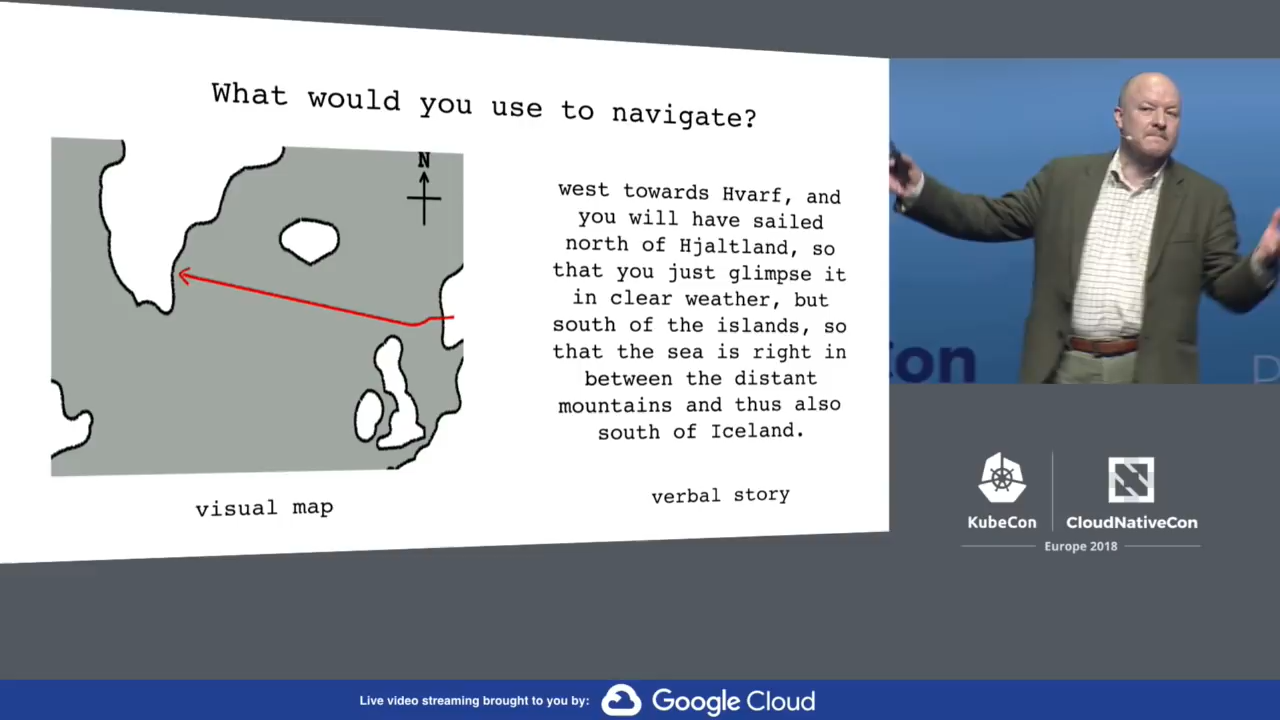 What would you use to navigate?
N
west towards Hvarf, and
you will have sailed
north of Hjaltland, so
that you just glimpse it
in clear weather, but
south of the islands, so
that the sea is right in
between the distant
mountains and thus also
south of Iceland.
visual map
verbal story
con
KubeCon
CloudNativeCon
Europe 2018
Live video streaming brought to you by:
Google Cloud